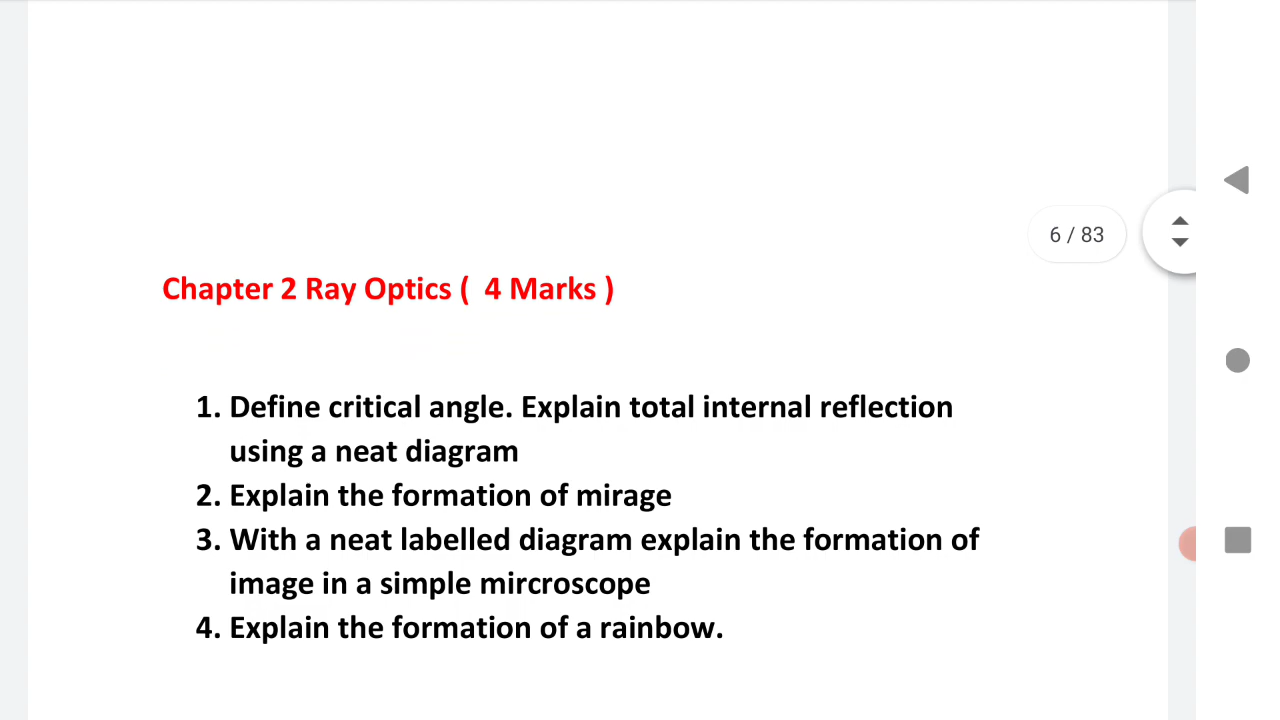 6 / 83
Chapter 2 Ray Optics (  4 Marks )
1. Define critical angle. Explain total internal reflection
using a neat diagram
2. Explain the formation of mirage
3. With a neat labelled diagram explain the formation of
image in a simple mircroscope
4. Explain the formation of a rainbow.